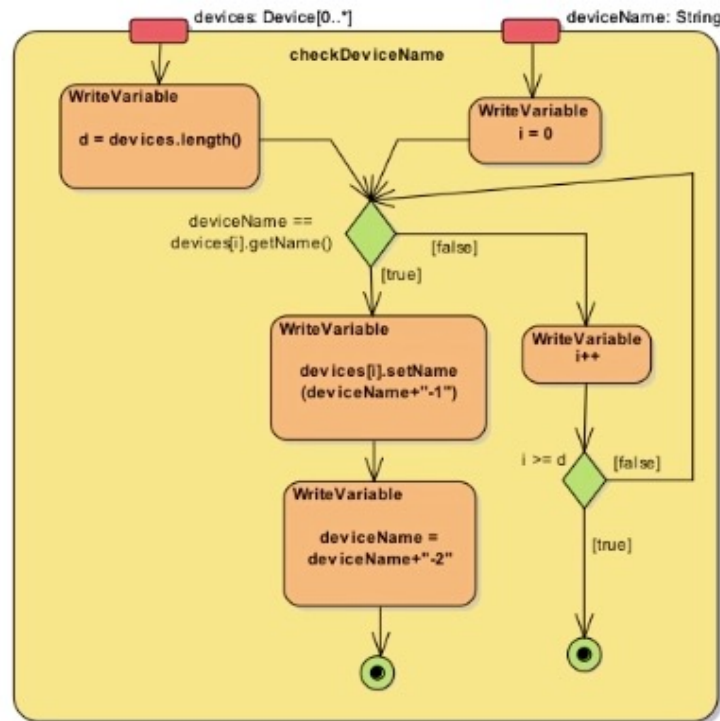 devices: Device[0..*]
deviceName: String
checkDeviceName
WriteVariable
d = devices.length()
WriteVariable
i = 0
deviceName ==
devices[i].getName()
[false]
[true]
WriteVariable
devices[i].setName
(deviceName+"-1")
WriteVariable
i++
i >= d
[false]
WriteVariable
deviceName =
deviceName+"-2"
[true]